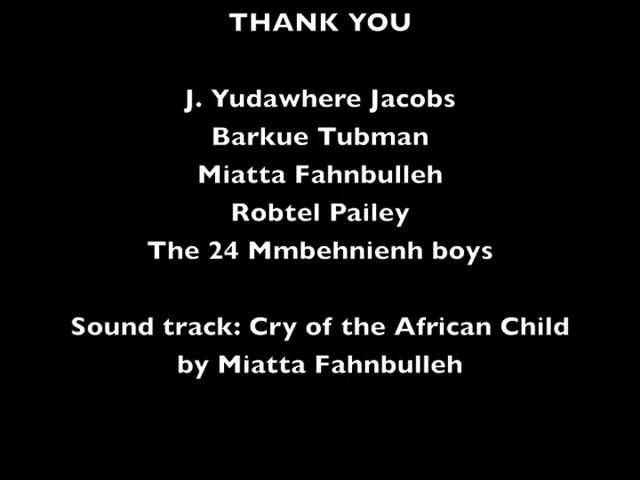 THANK YOU
J. Yudawhere Jacobs
Barkue Tubman
Miatta Fahnbulleh
Robtel Pailey
The 24 Mmbehnienh boys
Sound track: Cry of the African Child
by Miatta Fahnbulleh